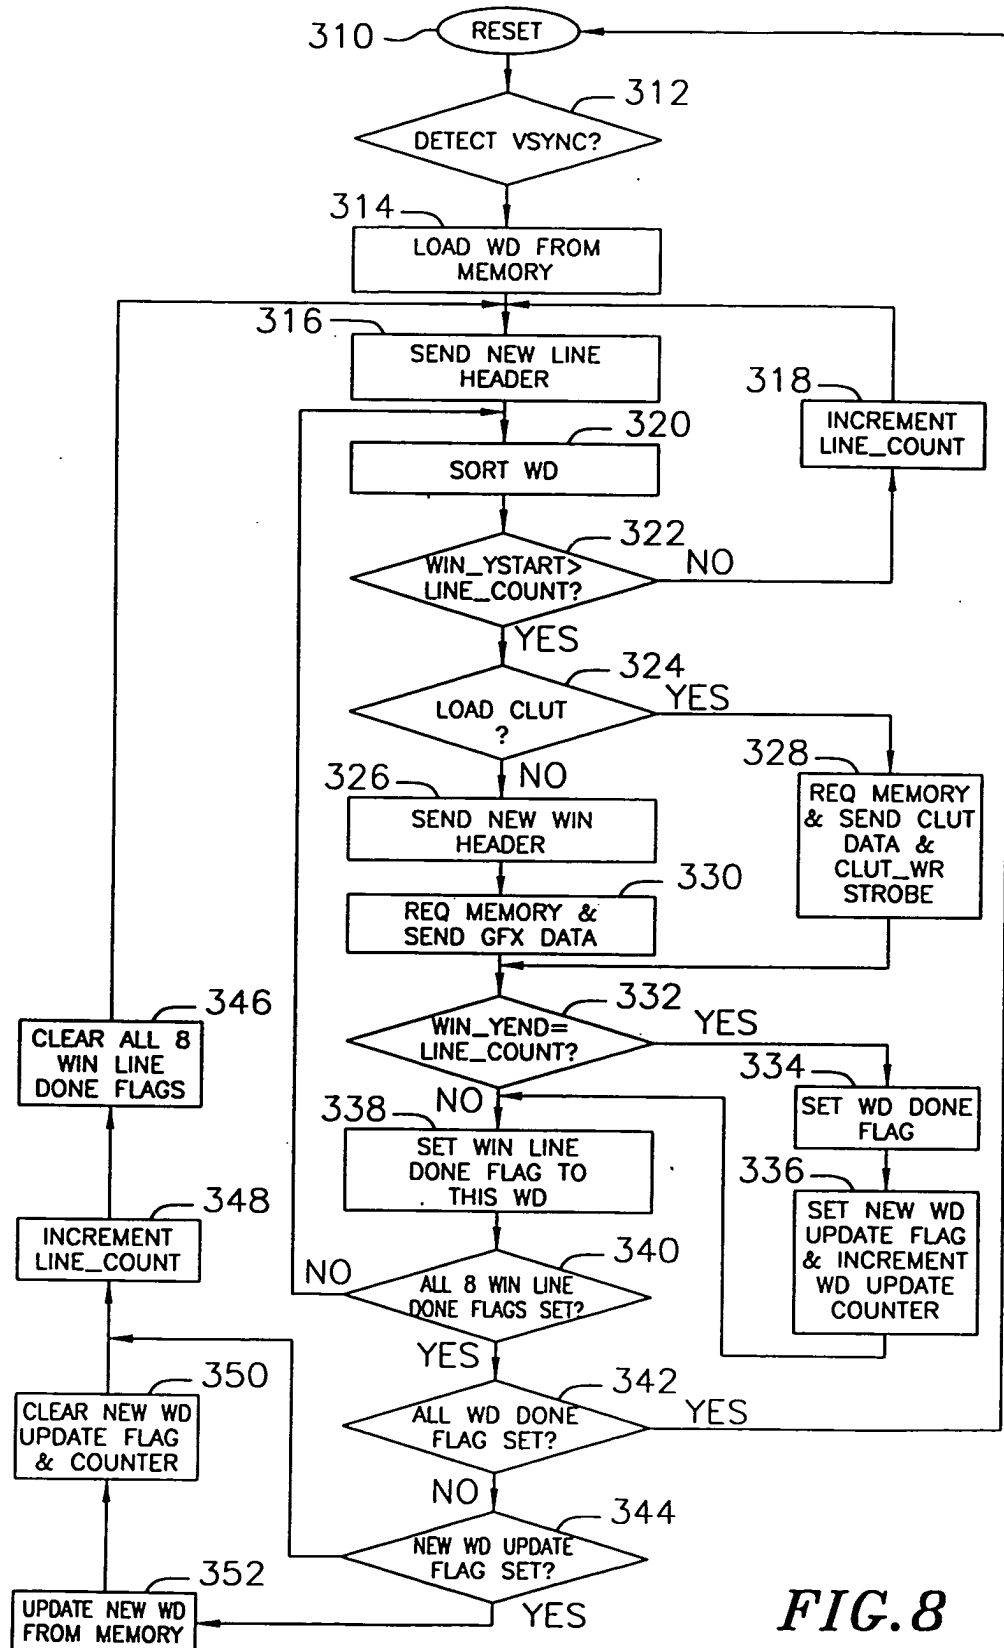 310
RESET
312
DETECT VSYNC?
314
LOAD WD FROM
MEMORY
316
SEND NEW LINE
HEADER
318
INCREMENT
LINE_COUNT
320
SORT WD
322
WIN_YSTART>
LINE_COUNT?
NO
YES
324
LOAD CLUT
?
YES
NO
326
SEND NEW WIN
HEADER
328
REQ MEMORY
& SEND CLUT
DATA &
CLUT_WR
STROBE
330
REQ MEMORY &
SEND GFX DATA
332
WIN_YEND=
LINE_COUNT?
YES
NO
334
SET WD DONE
FLAG
336
SET NEW WD
UPDATE FLAG
& INCREMENT
WD UPDATE
COUNTER
338
SET WIN LINE
DONE FLAG TO
THIS WD
340
ALL 8 WIN LINE
DONE FLAGS SET?
NO
YES
342
ALL WD DONE
FLAG SET?
YES
NO
344
NEW WD UPDATE
FLAG SET?
YES
346
CLEAR ALL 8
WIN LINE
DONE FLAGS
348
INCREMENT
LINE_COUNT
350
CLEAR NEW WD
UPDATE FLAG
& COUNTER
352
UPDATE NEW WD
FROM MEMORY
FIG.8